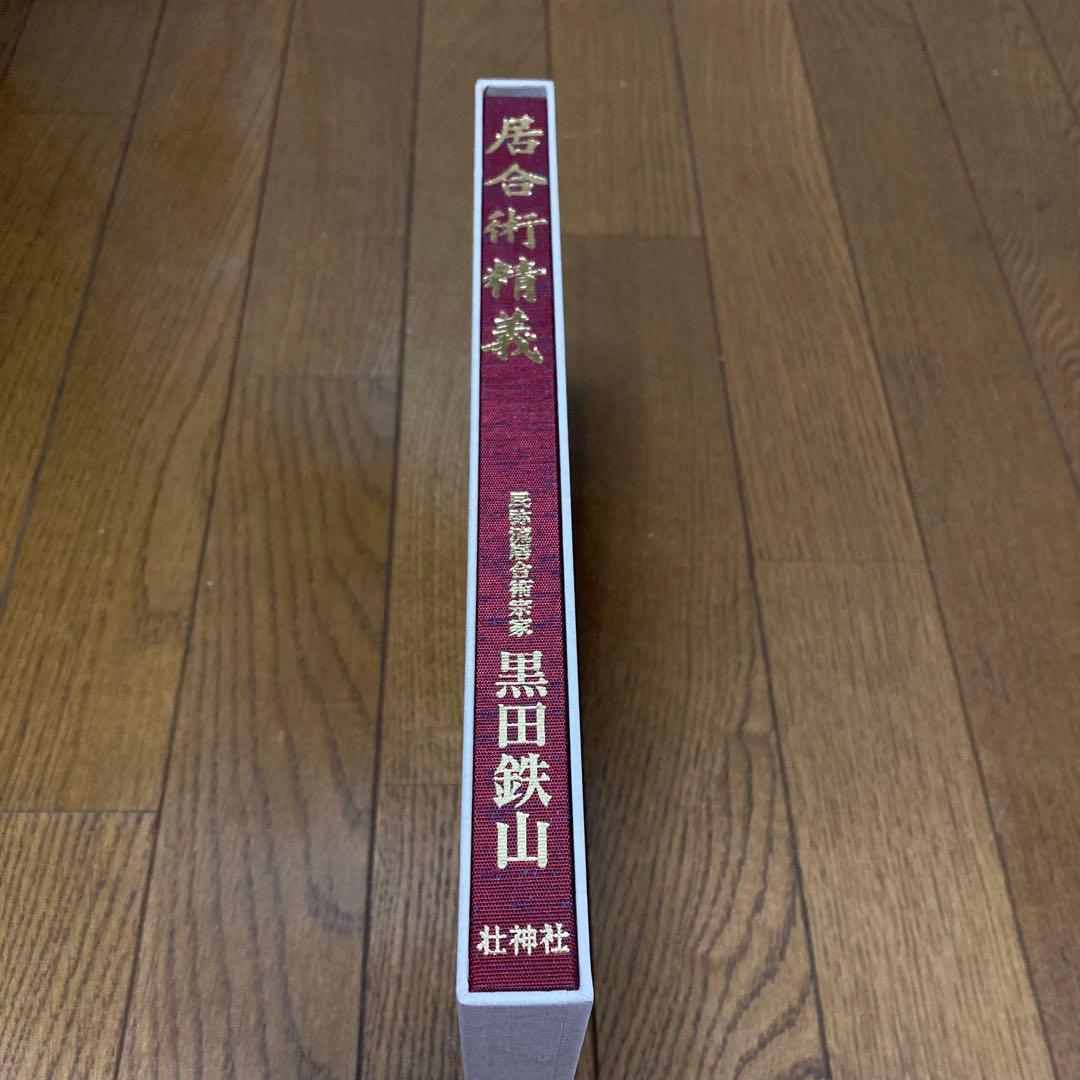 居合術精義
民弥流居合術宗家
黒田鉄山
壮神社